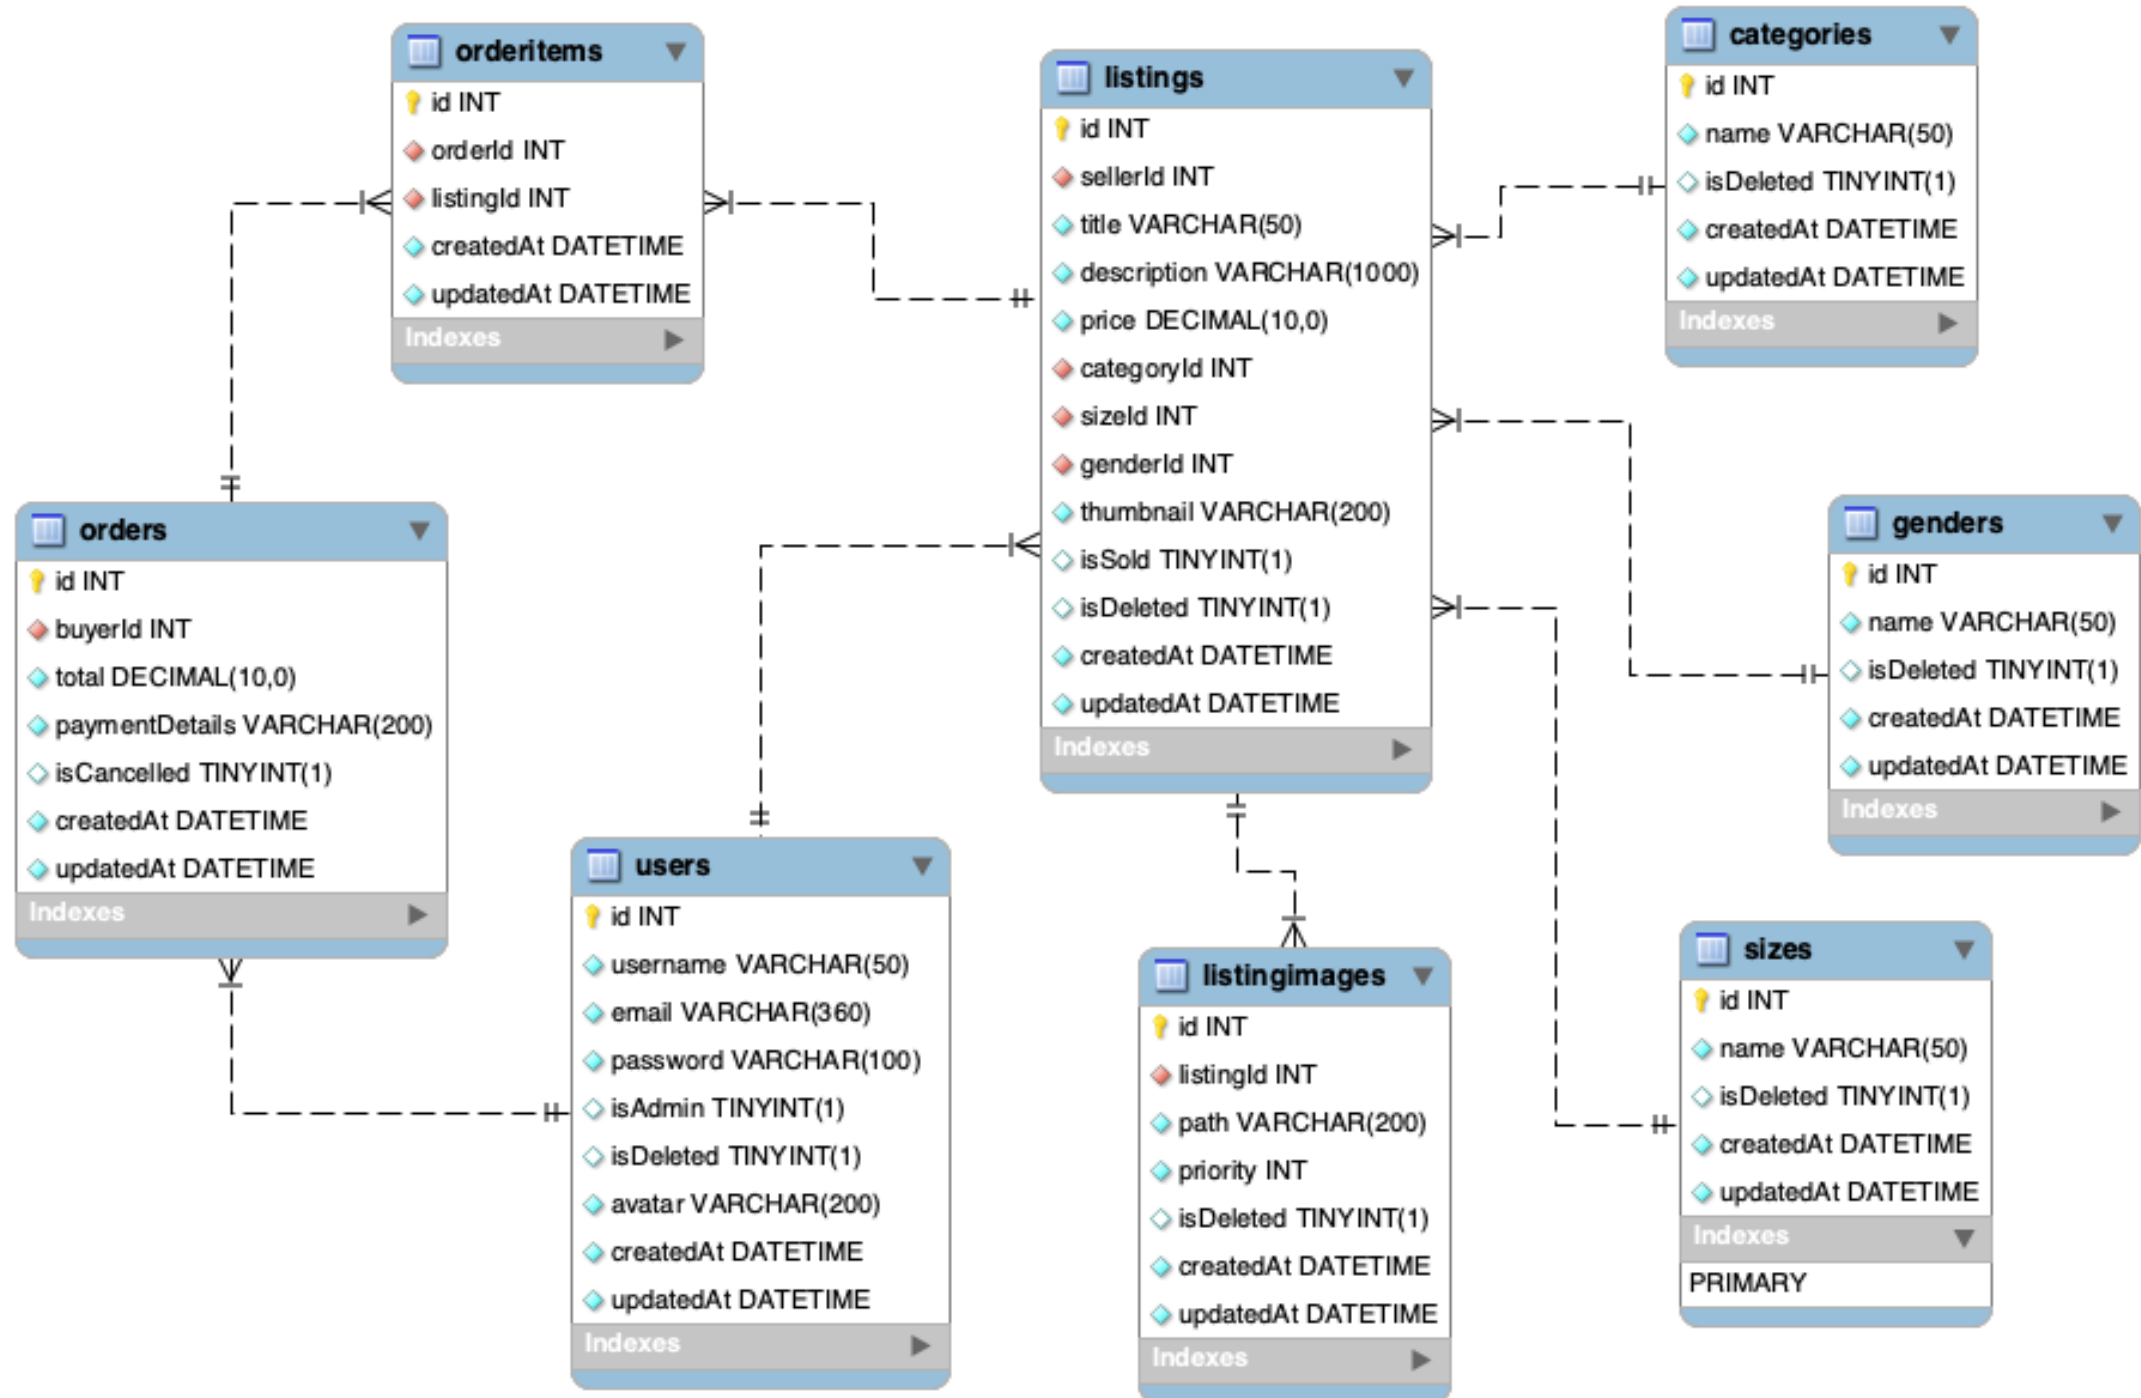 orderitems
id INT
orderId INT
listingId INT
createdAt DATETIME
updatedAt DATETIME
Indexes
listings
id INT
sellerId INT
title VARCHAR(50)
description VARCHAR(1000)
price DECIMAL(10,0)
categoryId INT
sizeId INT
genderId INT
thumbnail VARCHAR(200)
isSold TINYINT(1)
isDeleted TINYINT(1)
createdAt DATETIME
updatedAt DATETIME
Indexes
categories
id INT
name VARCHAR(50)
isDeleted TINYINT(1)
createdAt DATETIME
updatedAt DATETIME
Indexes
orders
id INT
buyerId INT
total DECIMAL(10,0)
paymentDetails VARCHAR(200)
isCancelled TINYINT(1)
createdAt DATETIME
updatedAt DATETIME
Indexes
genders
id INT
name VARCHAR(50)
isDeleted TINYINT(1)
createdAt DATETIME
updatedAt DATETIME
Indexes
users
id INT
username VARCHAR(50)
email VARCHAR(360)
password VARCHAR(100)
isAdmin TINYINT(1)
isDeleted TINYINT(1)
avatar VARCHAR(200)
createdAt DATETIME
updatedAt DATETIME
Indexes
listingimages
id INT
listingId INT
path VARCHAR(200)
priority INT
isDeleted TINYINT(1)
createdAt DATETIME
updatedAt DATETIME
Indexes
sizes
id INT
name VARCHAR(50)
isDeleted TINYINT(1)
createdAt DATETIME
updatedAt DATETIME
Indexes
PRIMARY